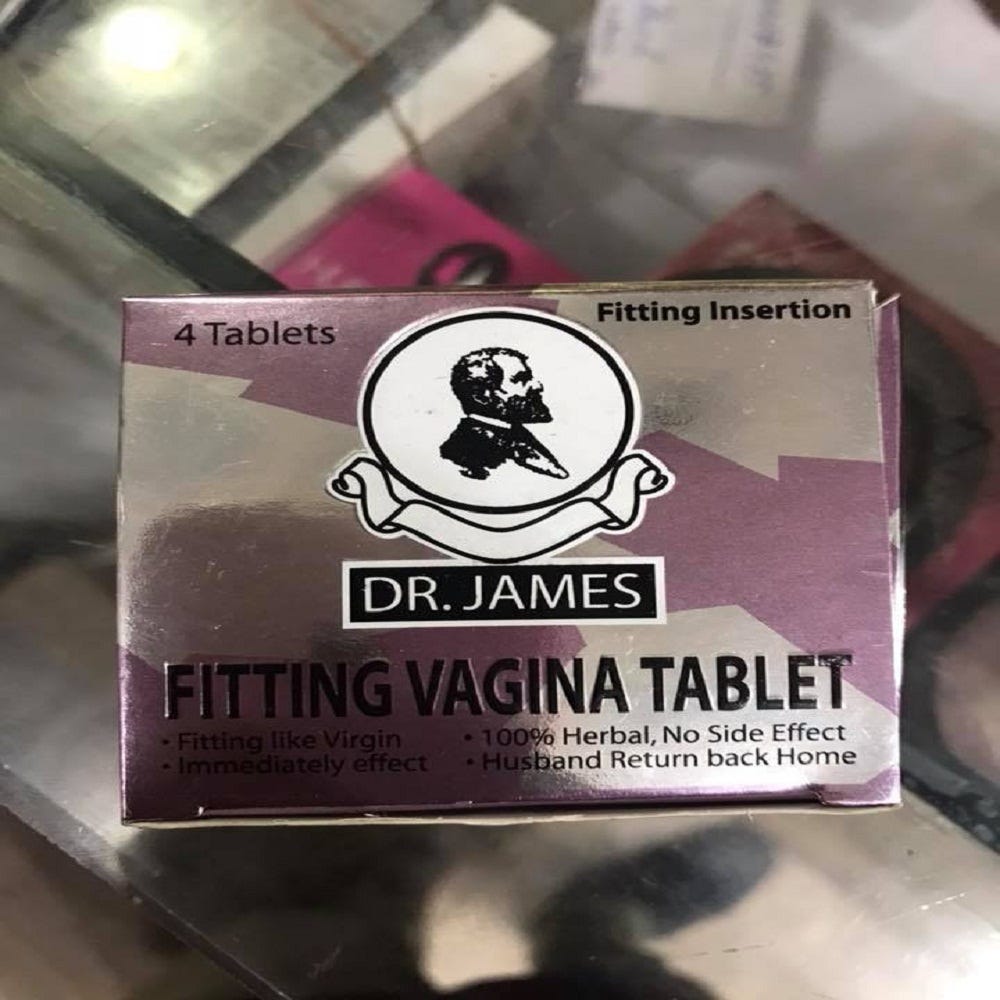 4 Tablets
Fitting Insertion
DR. JAMES
FITTING VAGINA TABLET
• Fitting like Virgin
• 100% Herbal, No Side Effect
• Immediately effect
• Husband Return back Home